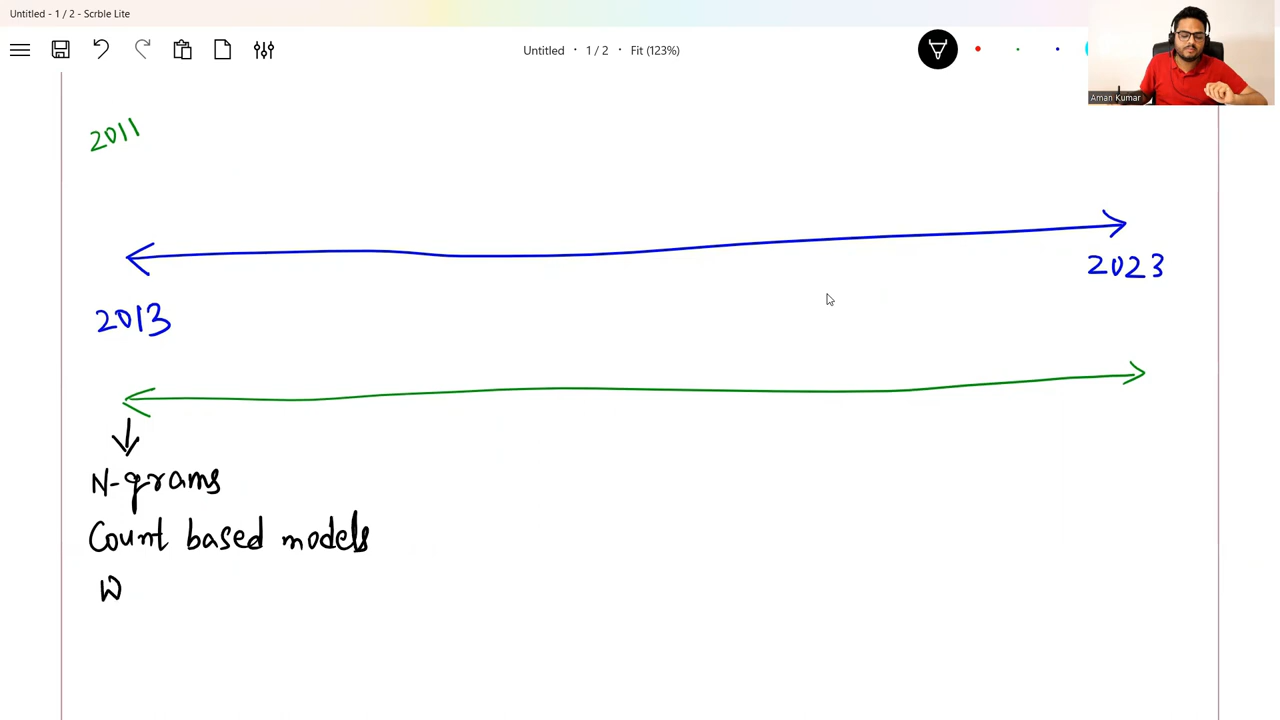 Untitled - 1 / 2 - Scrble Lite
Untitled • 1 / 2 • Fit (123%)
Aman Kumar
2011
2023
2013
N-grams
Count based models
W